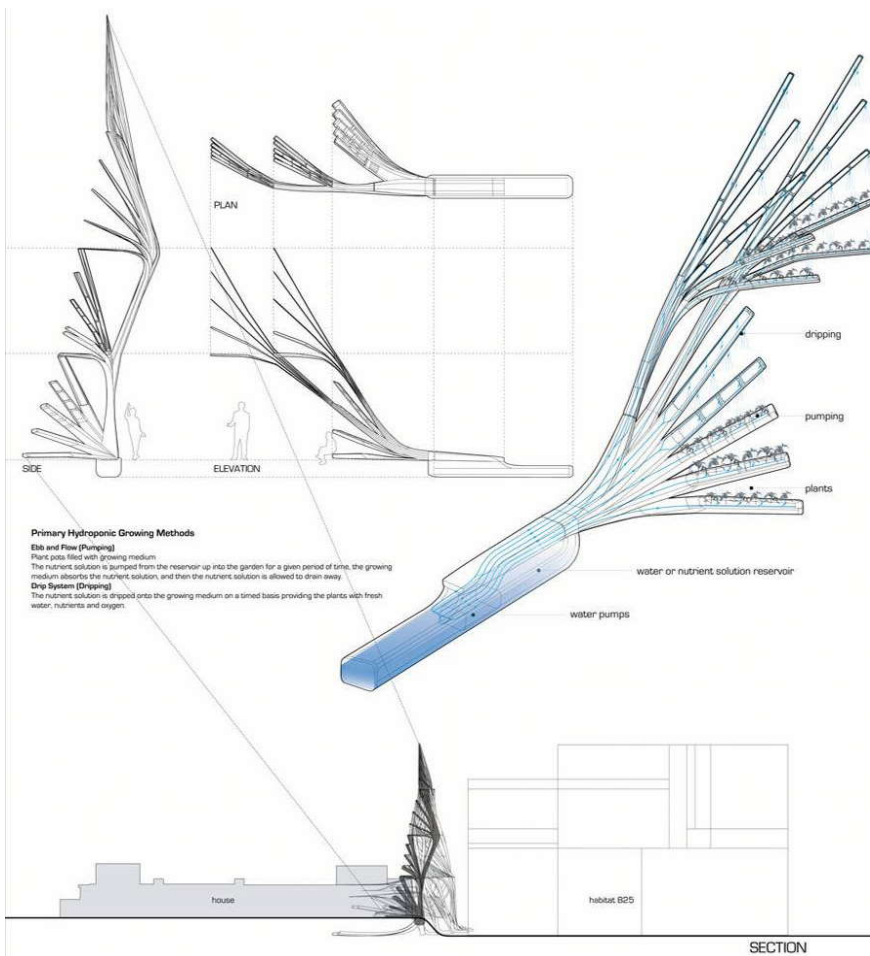 PLAN
SIDE
ELEVATION
dripping
pumping
plants
water or nutrient solution reservoir
water pumps
Primary Hydroponic Growing Methods
Ebb and Flow (Pumping)
Plant pots filled with growing medium
The nutrient solution is pumped from the reservoir up into the garden for a given period of time, the growing
medium absorbs the nutrient solution, and then the nutrient solution is allowed to drain away.
Drip System (Dripping)
The nutrient solution is dripped onto the growing medium on a timed basis providing the plants with fresh
water, nutrients and oxygen.
house
habitat B25
SECTION